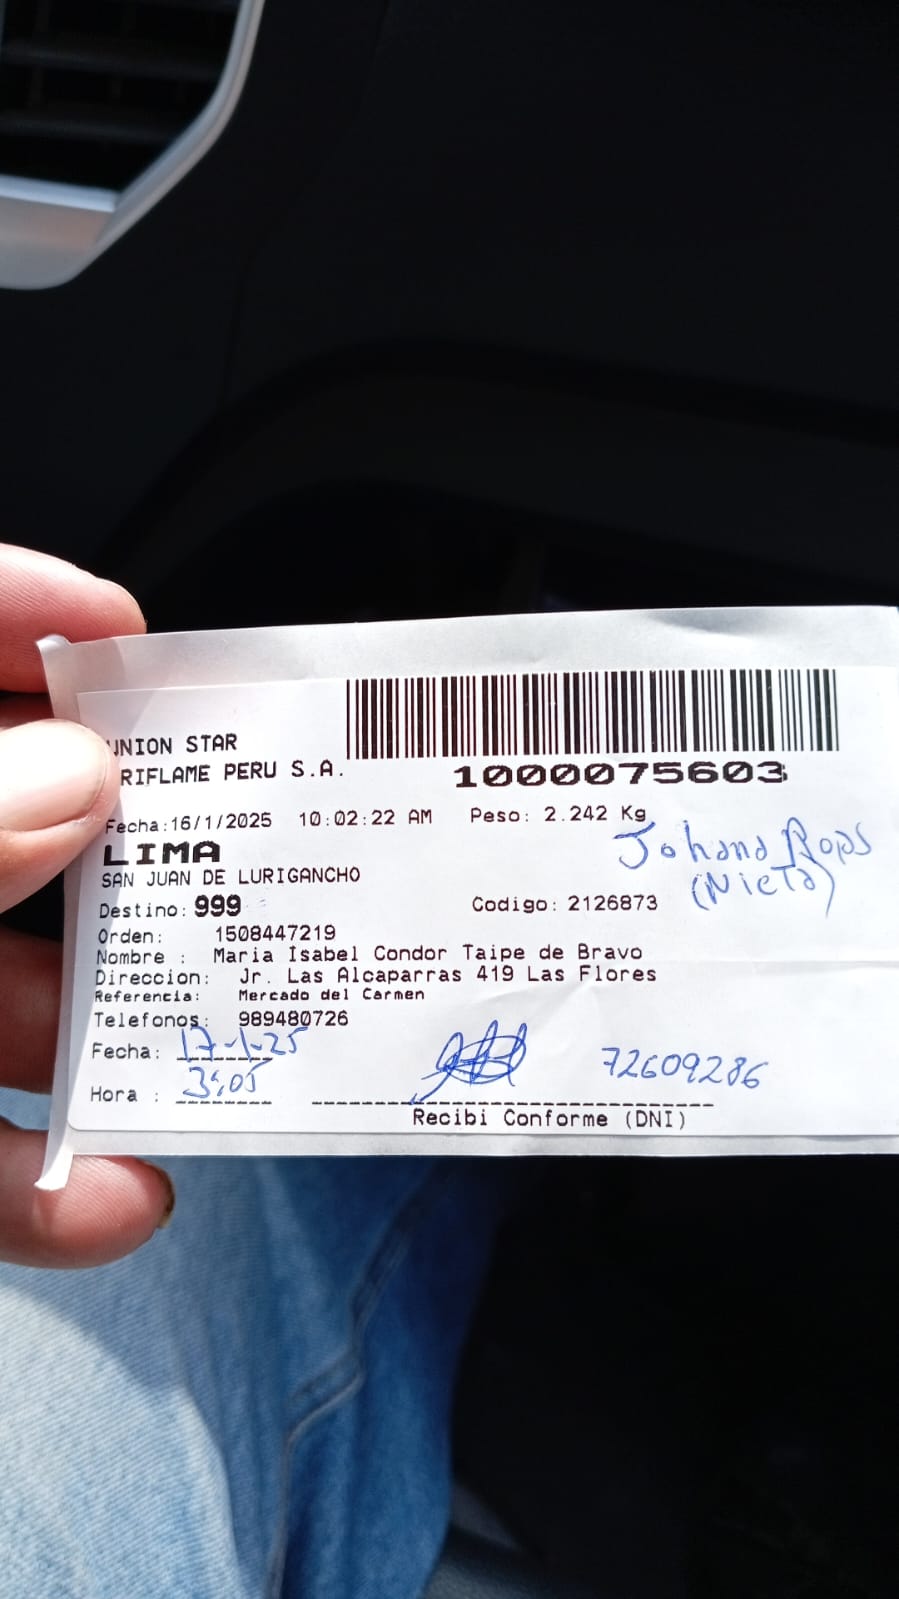 UNION STAR
RIFLAME PERU S.A.
1000075603
Fecha:16/1/2025 10:02:22 AM Peso: 2.242 Kg
LIMA
Johana Rojas
SAN JUAN DE LURIGANCHO
(Nieta)
Destino: 999 Codigo: 2126873
Orden: 1508447219
Nombre : Maria Isabel Condor Taipe de Bravo
Direccion: Jr. Las Alcaparras 419 Las Flores
Referencia: Mercado del Carmen
Telefonos: 989480726
Fecha: 17-1-25
72609286
Hora : 3:05
Recibi Conforme (DNI)